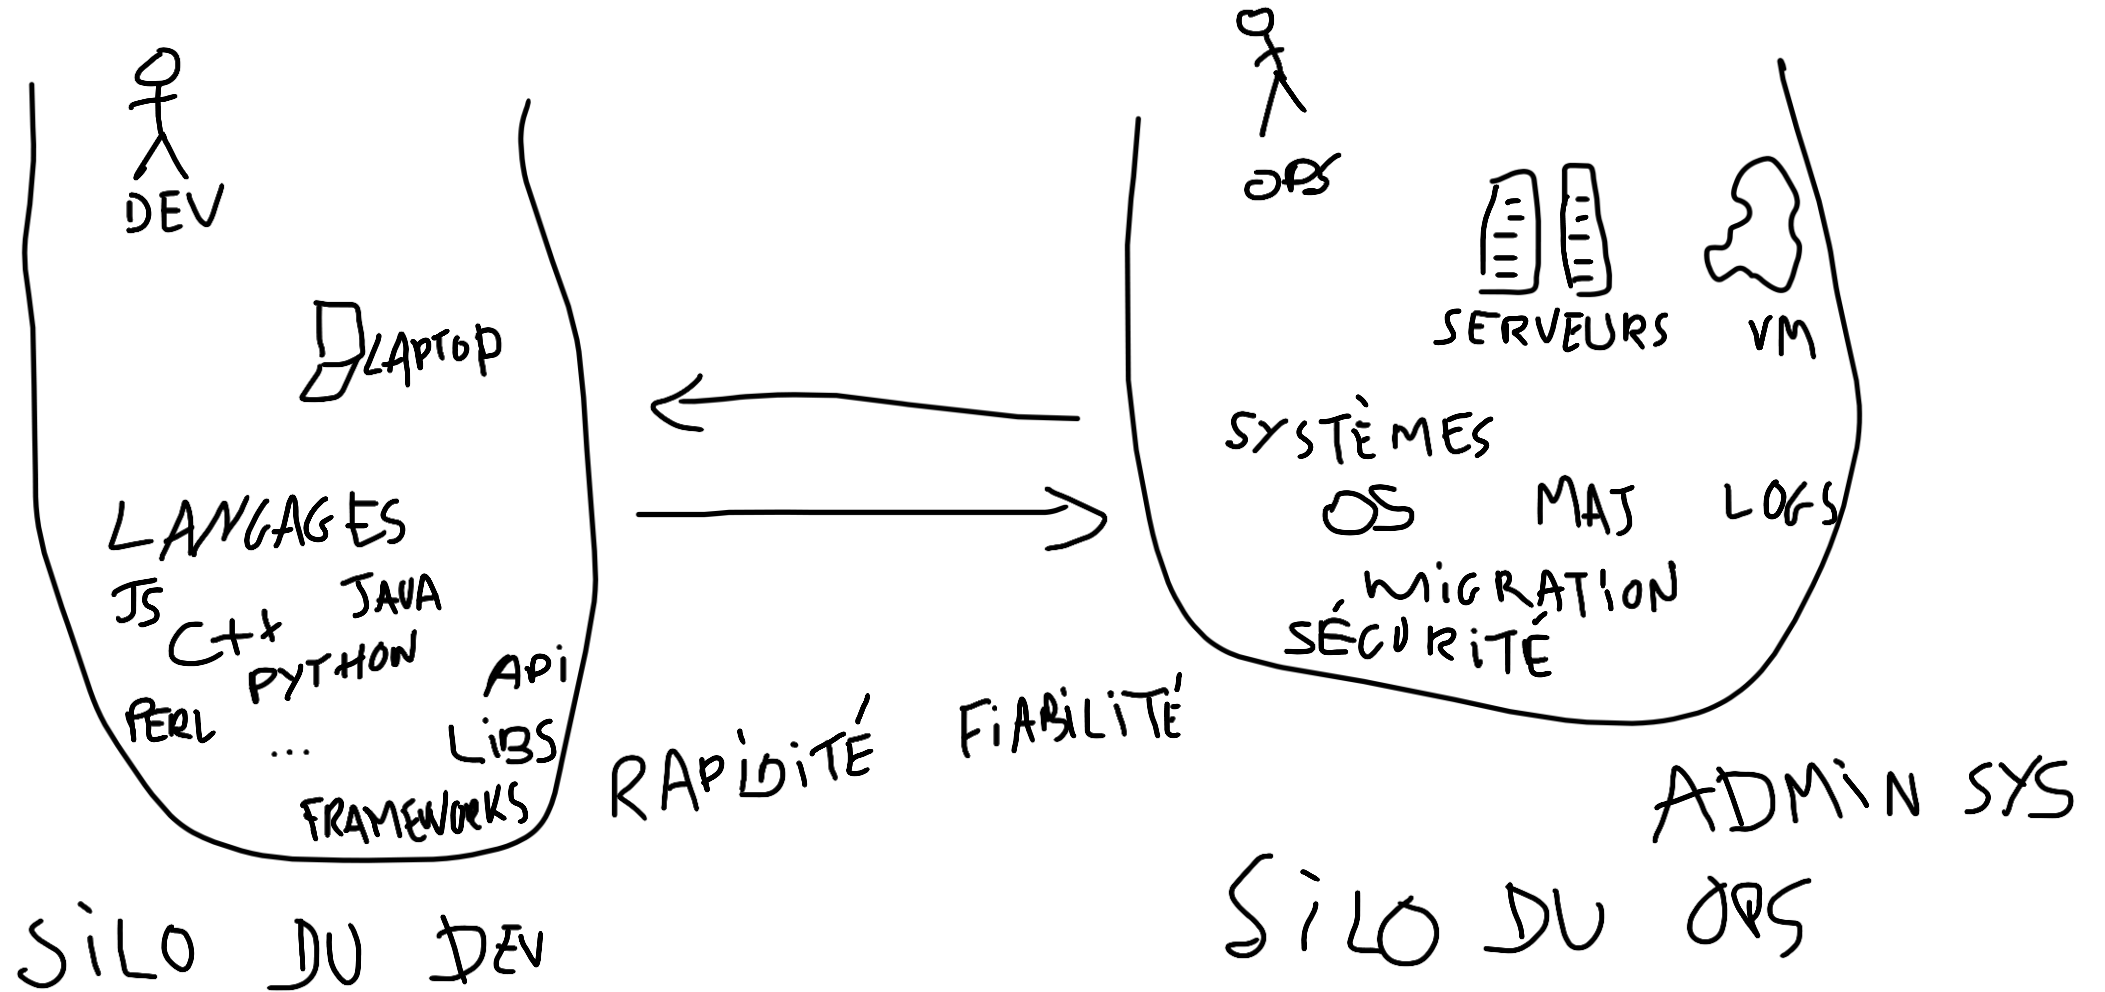 DEV
LAPTOP
LANGAGES
JS
JAVA
C++
PYTHON
API
PERL
...
LIBS
FRAMEWORKS
SILO DU DEV
RAPIDITÉ
FIABILITÉ
OPS
SERVEURS
VM
SYSTÈMES
OS
MAJ
LOGS
MIGRATION
SÉCURITÉ
ADMIN SYS
SILO DU OPS